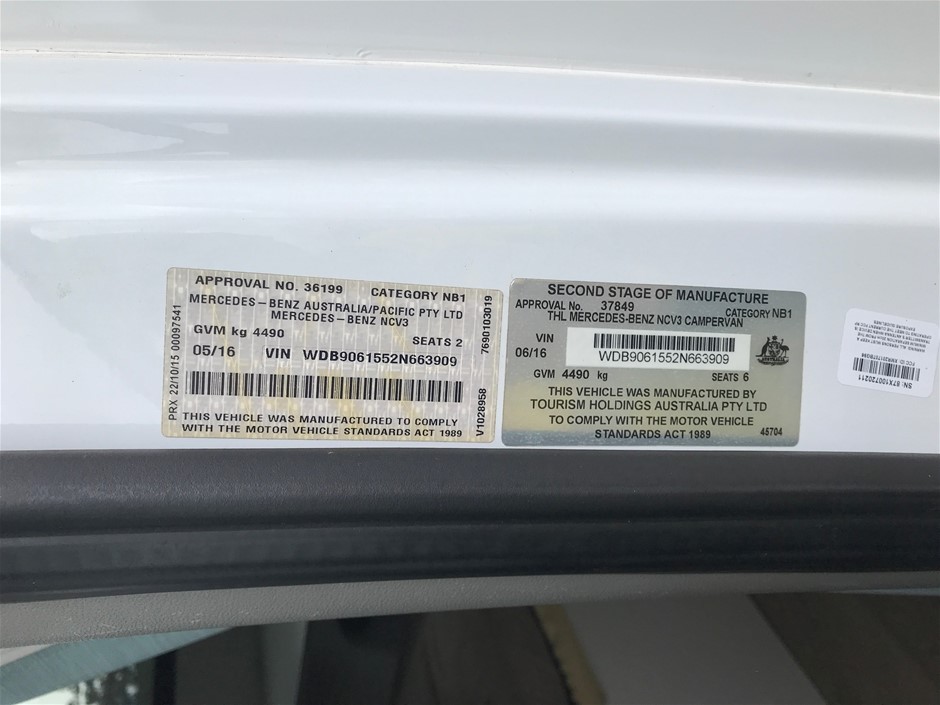 APPROVAL NO. 36199 CATEGORY NB1
MERCEDES-BENZ AUSTRALIA/PACIFIC PTY LTD
MERCEDES-BENZ NCV3
GVM kg 4490 SEATS 2
05/16 VIN WDB9061552N663909
THIS VEHICLE WAS MANUFACTURED TO COMPLY
WITH THE MOTOR VEHICLE STANDARDS ACT 1989
PRX 22/10/15 00097541
7690103019
V1028958
SECOND STAGE OF MANUFACTURE
APPROVAL No. 37849 CATEGORY NB1
THL MERCEDES-BENZ NCV3 CAMPERVAN
VIN
06/16 WDB9061552N663909
GVM 4490 kg SEATS 6
THIS VEHICLE WAS MANUFACTURED BY
TOURISM HOLDINGS AUSTRALIA PTY LTD
TO COMPLY WITH THE MOTOR VEHICLE
STANDARDS ACT 1989 45704
SN: 87X100720211